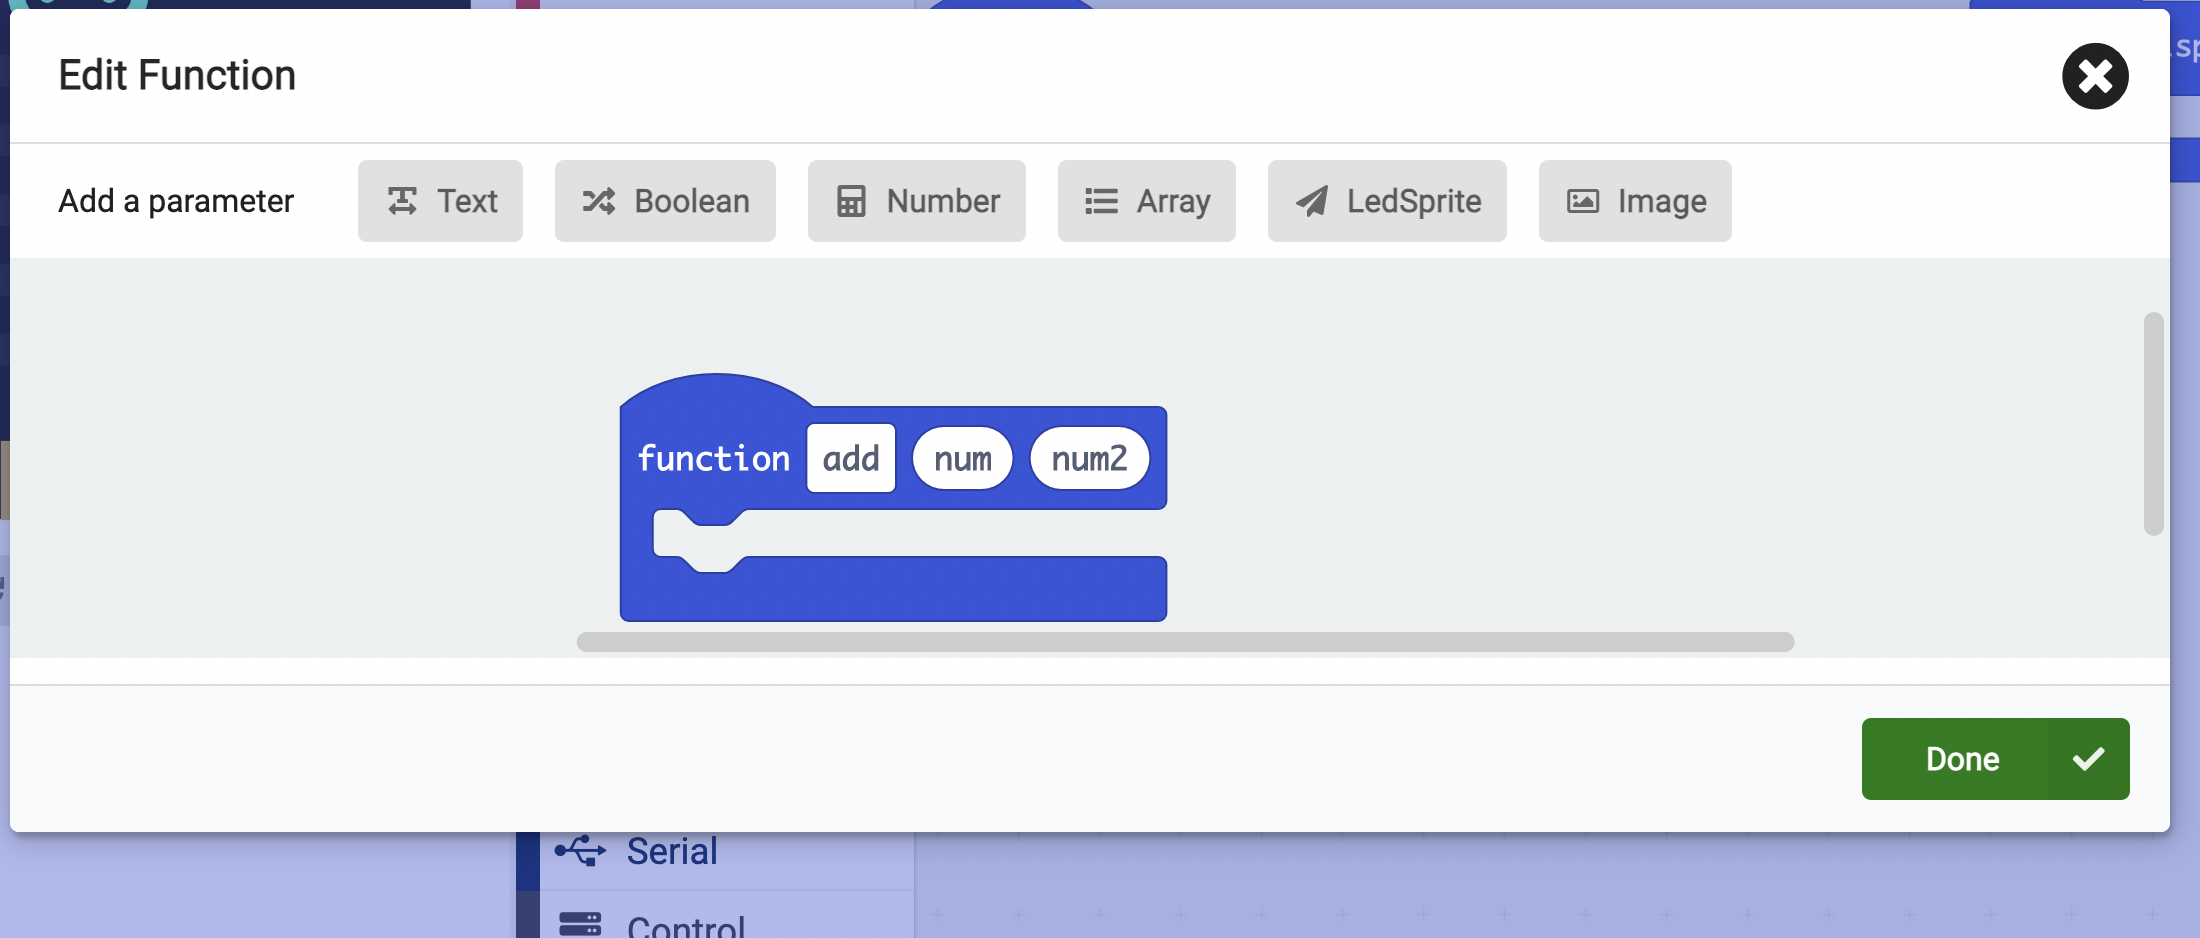 Edit Function
Add a parameter Text Boolean Number Array LedSprite Image
function add num num2
Done
Serial
Control